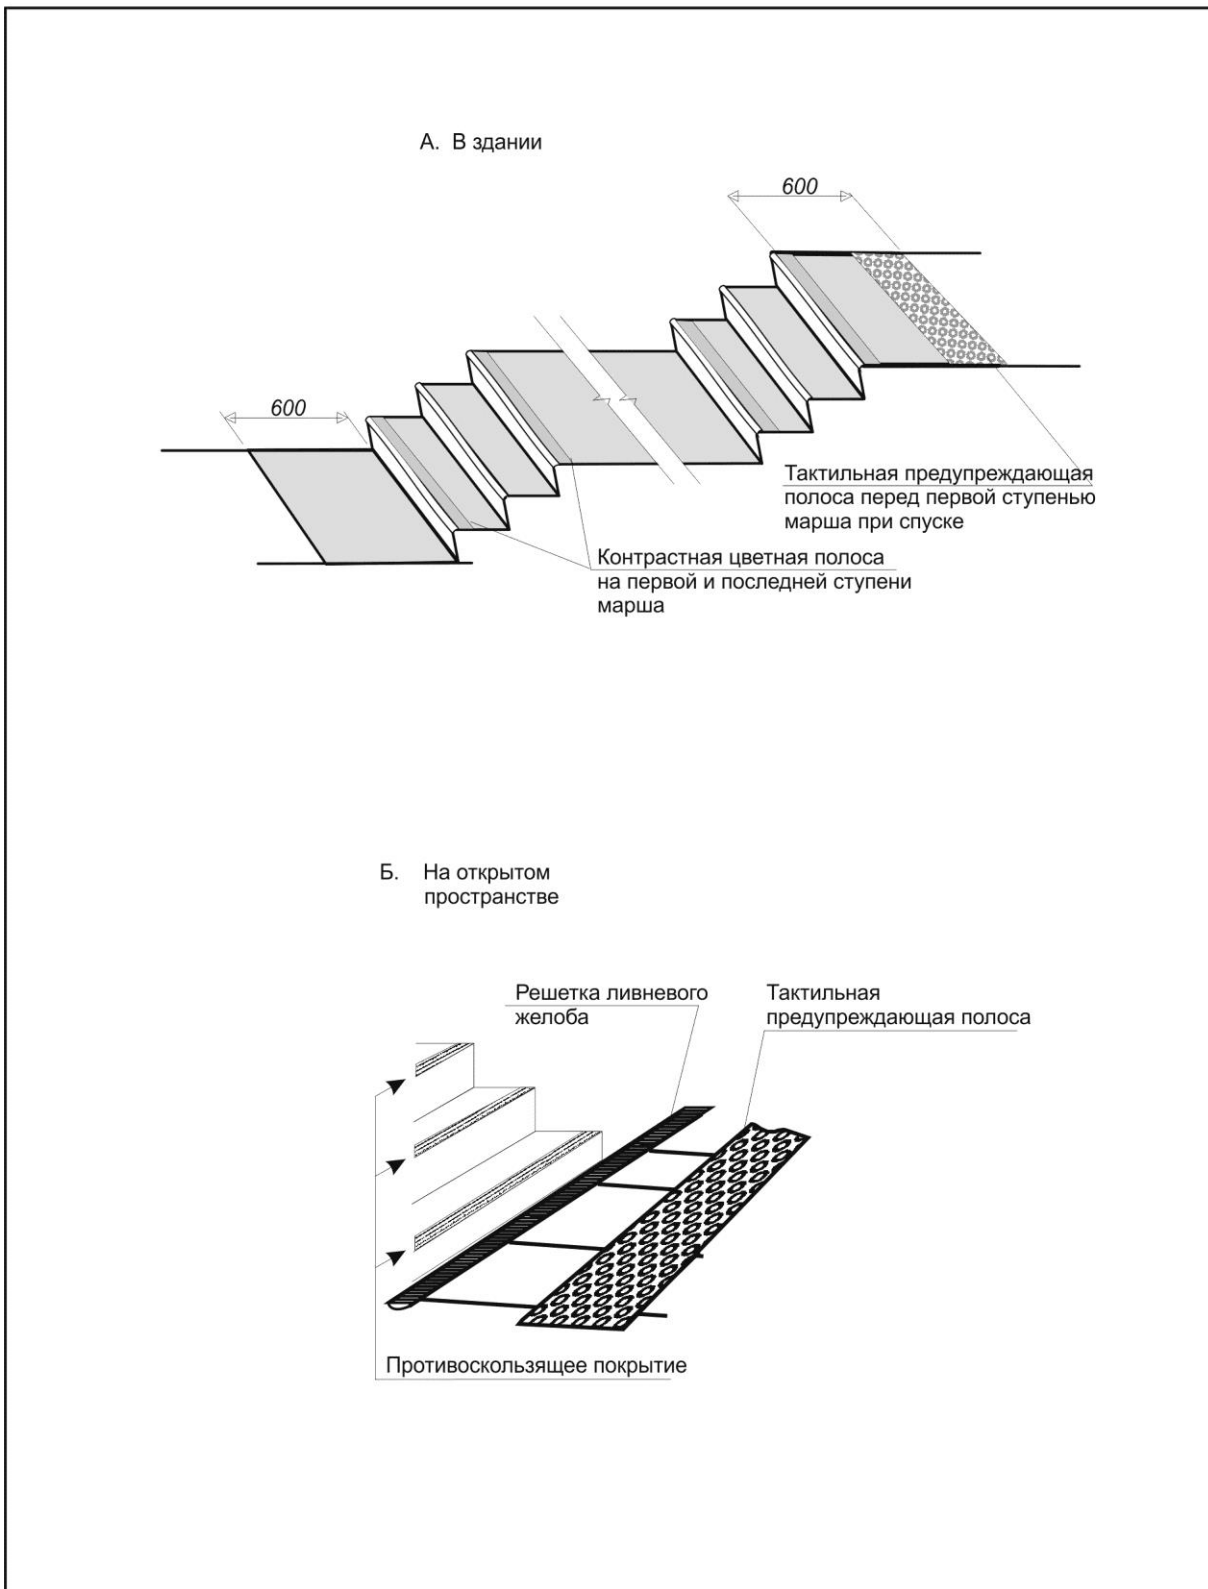 А. В здании
600
600
Тактильная предупреждающая
полоса перед первой ступенью
марша при спуске
Контрастная цветная полоса
на первой и последней ступени
марша
Б. На открытом
пространстве
Решетка ливневого
желоба
Тактильная
предупреждающая полоса
Противоскользящее покрытие